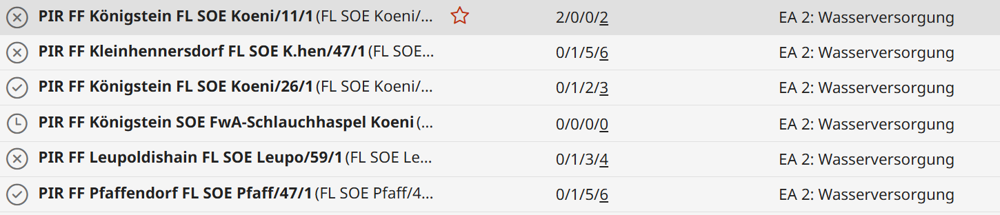 PIR FF Königstein FL SOE Koeni/11/1 (FL SOE Koeni/... 2/0/0/2 EA 2: Wasserversorgung
PIR FF Kleinhennersdorf FL SOE K.hen/47/1 (FL SOE... 0/1/5/6 EA 2: Wasserversorgung
PIR FF Königstein FL SOE Koeni/26/1 (FL SOE Koeni/... 0/1/2/3 EA 2: Wasserversorgung
PIR FF Königstein SOE FwA-Schlauchhaspel Koeni (... 0/0/0/0 EA 2: Wasserversorgung
PIR FF Leupoldishain FL SOE Leupo/59/1 (FL SOE Le... 0/1/3/4 EA 2: Wasserversorgung
PIR FF Pfaffendorf FL SOE Pfaff/47/1 (FL SOE Pfaff/4... 0/1/5/6 EA 2: Wasserversorgung